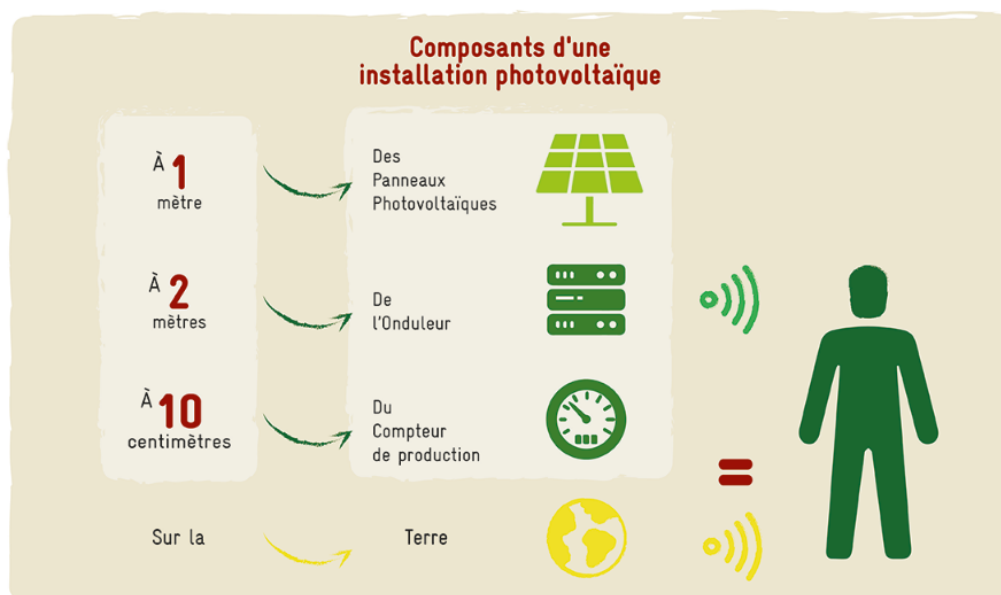 Composants d'une
installation photovoltaïque
À 1
mètre
Des
Panneaux
Photovoltaïques
À 2
mètres
De
l'Onduleur
À 10
centimètres
Du
Compteur
de production
=
Sur la
Terre